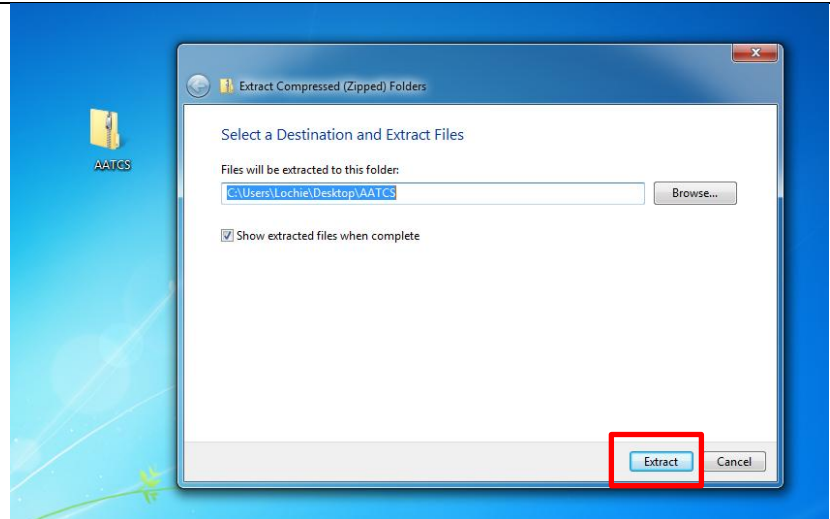 Extract Compressed (Zipped) Folders
Select a Destination and Extract Files
AATCS
Files will be extracted to this folder:
C:\Users\Lochie\Desktop\AATCS
Browse...
Show extracted files when complete
Extract
Cancel